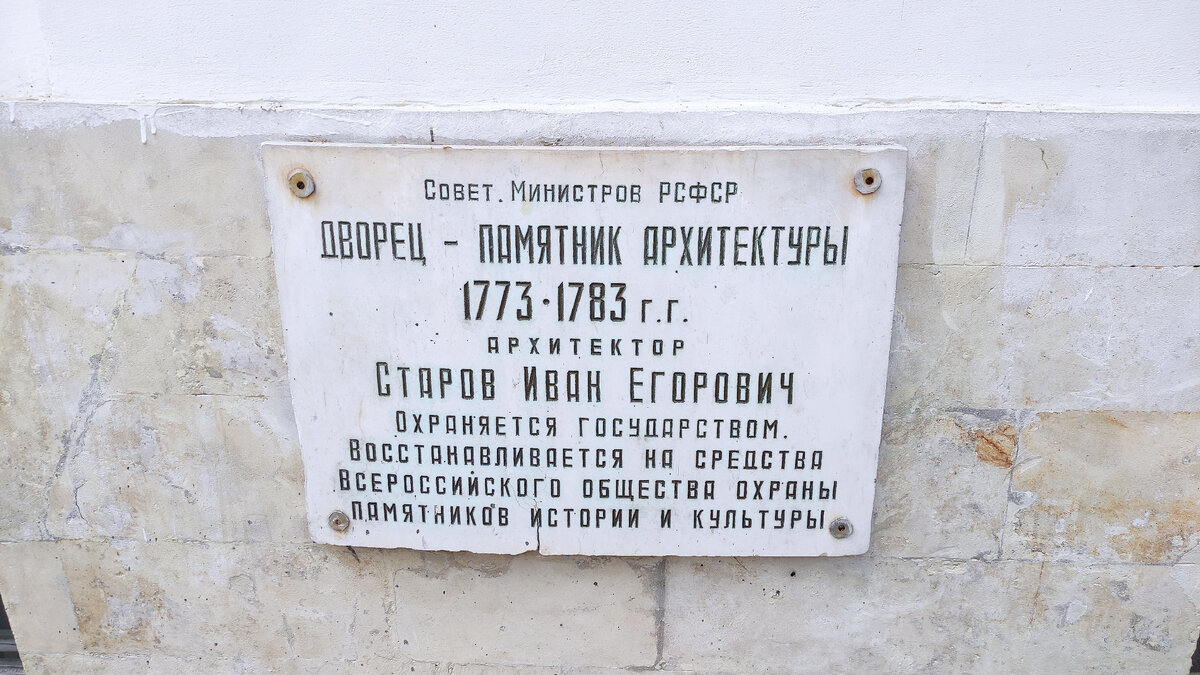 Совет. Министров РСФСР
ДВОРЕЦ - ПАМЯТНИК АРХИТЕКТУРЫ
1773·1783 г.г.
АРХИТЕКТОР
СТАРОВ ИВАН ЕГОРОВИЧ
ОХРАНЯЕТСЯ ГОСУДАРСТВОМ.
ВОССТАНАВЛИВАЕТСЯ НА СРЕДСТВА
ВСЕРОССИЙСКОГО ОБЩЕСТВА ОХРАНЫ
ПАМЯТНИКОВ ИСТОРИИ И КУЛЬТУРЫ